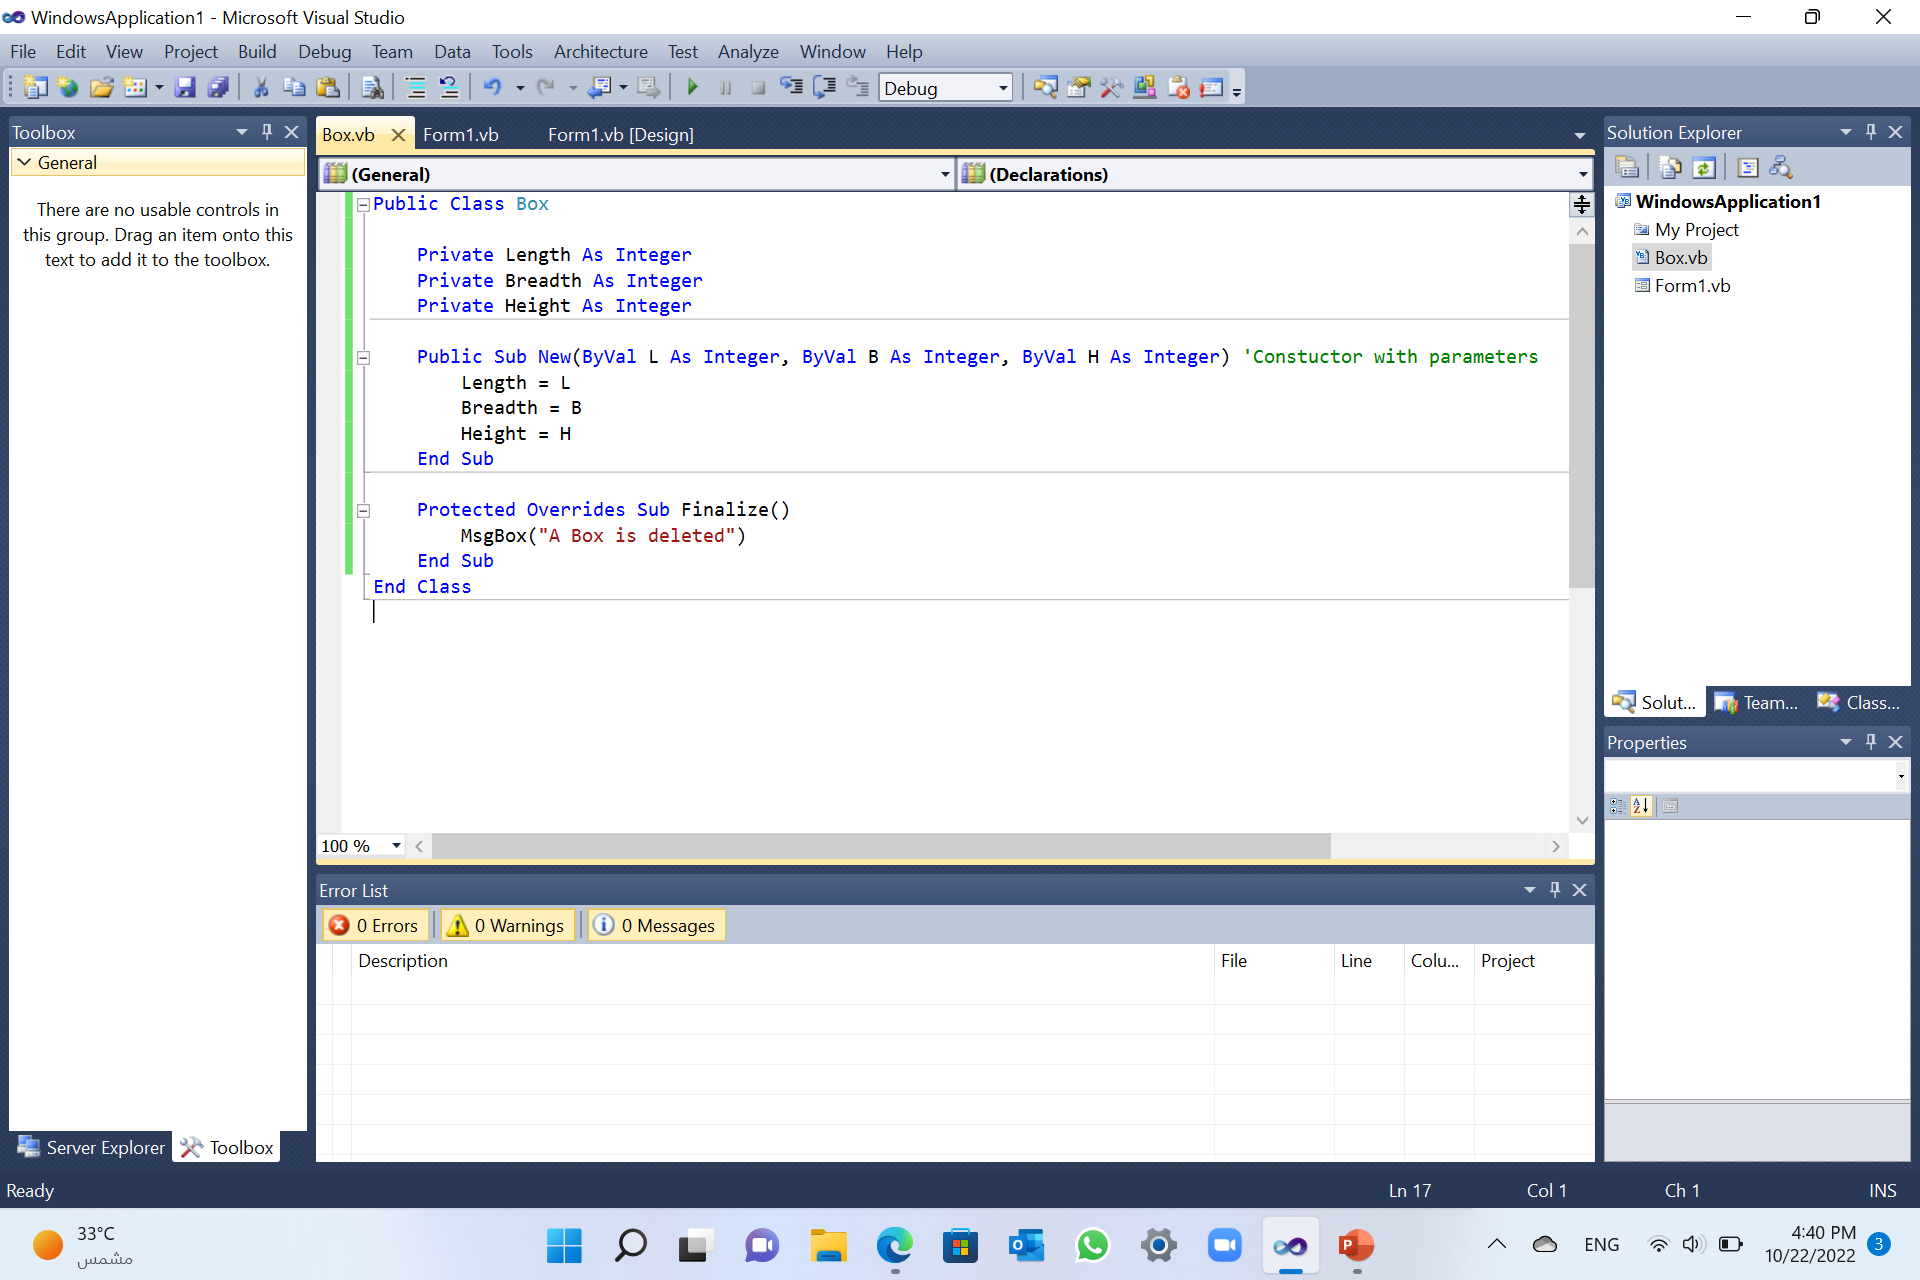 WindowsApplication1 - Microsoft Visual Studio
File Edit View Project Build Debug Team Data Tools Architecture Test Analyze Window Help
Debug
Toolbox
General
There are no usable controls in
this group. Drag an item onto this
text to add it to the toolbox.
Server Explorer Toolbox
Box.vb Form1.vb Form1.vb [Design]
(General) (Declarations)
Public Class Box
Private Length As Integer
Private Breadth As Integer
Private Height As Integer
Public Sub New(ByVal L As Integer, ByVal B As Integer, ByVal H As Integer) 'Constuctor with parameters
Length = L
Breadth = B
Height = H
End Sub
Protected Overrides Sub Finalize()
MsgBox("A Box is deleted")
End Sub
End Class
100 %
Error List
0 Errors 0 Warnings 0 Messages
Description File Line Colu... Project
Solution Explorer
WindowsApplication1
My Project
Box.vb
Form1.vb
Solut... Team... Class...
Properties
Ready Ln 17 Col 1 Ch 1 INS
33°C
مشمس
ENG
4:40 PM
10/22/2022
3